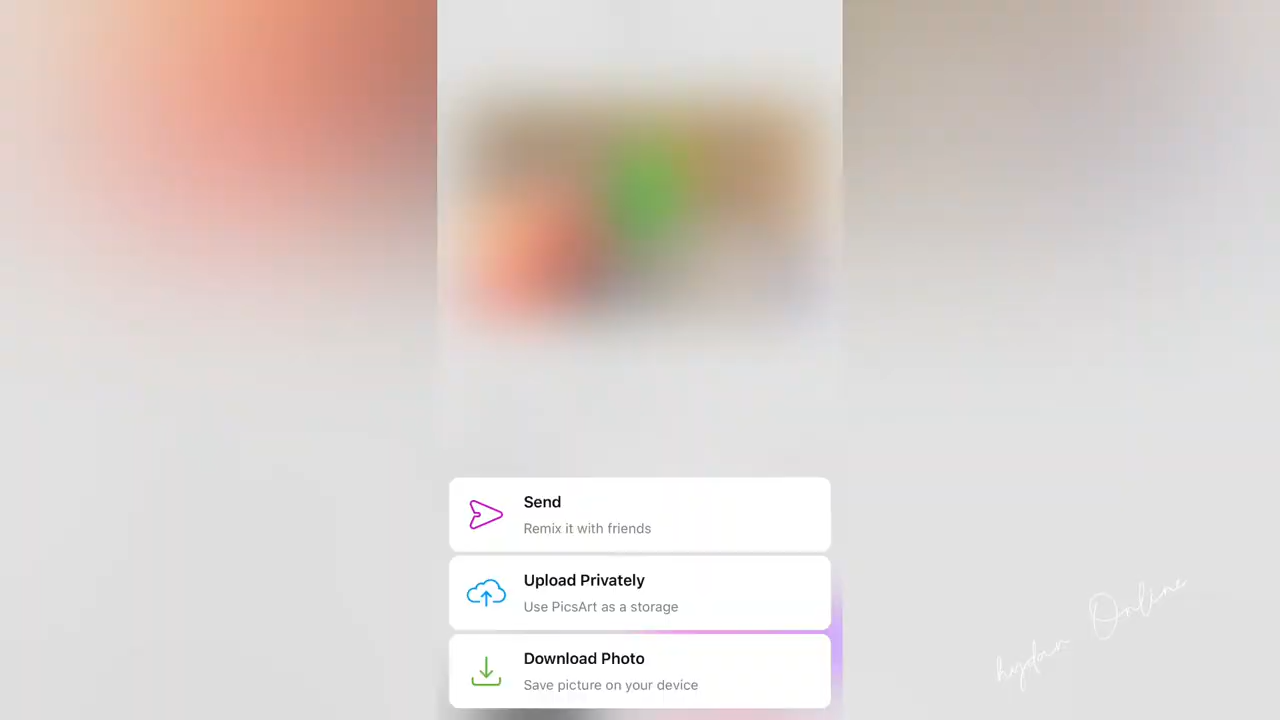 Send
Remix it with friends
Upload Privately
Use PicsArt as a storage
Download Photo
Save picture on your device
hydan Online